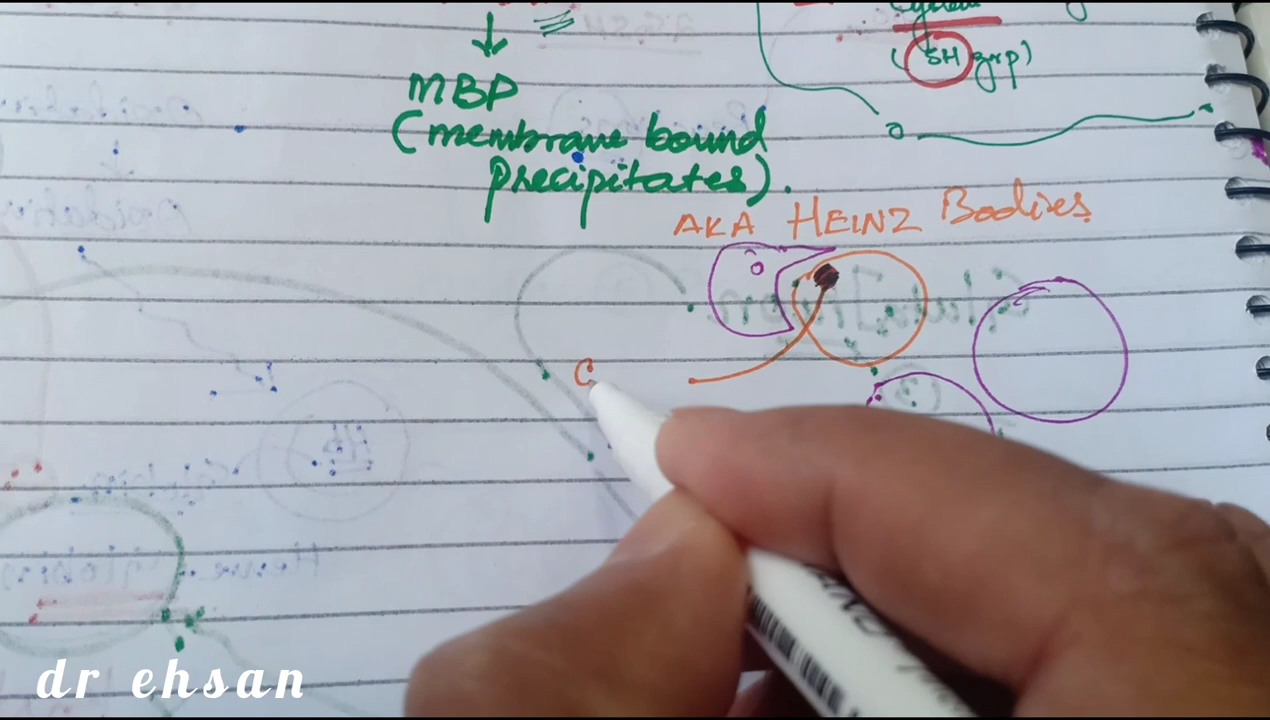 (SH grp)
MBP
(membrane bound
precipitates).
AKA HEINZ Bodies
C
dr ehsan